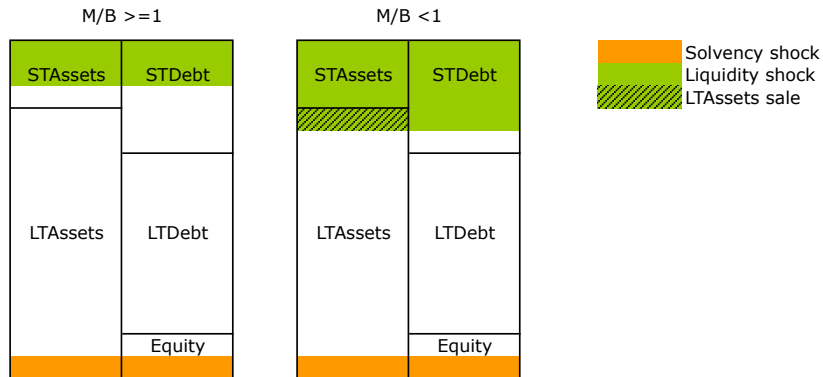 M/B >=1
STAssets
STDebt
LTAssets
LTDebt
Equity
M/B <1
STAssets
STDebt
LTAssets
LTDebt
Equity
Solvency shock
Liquidity shock
LTAssets sale